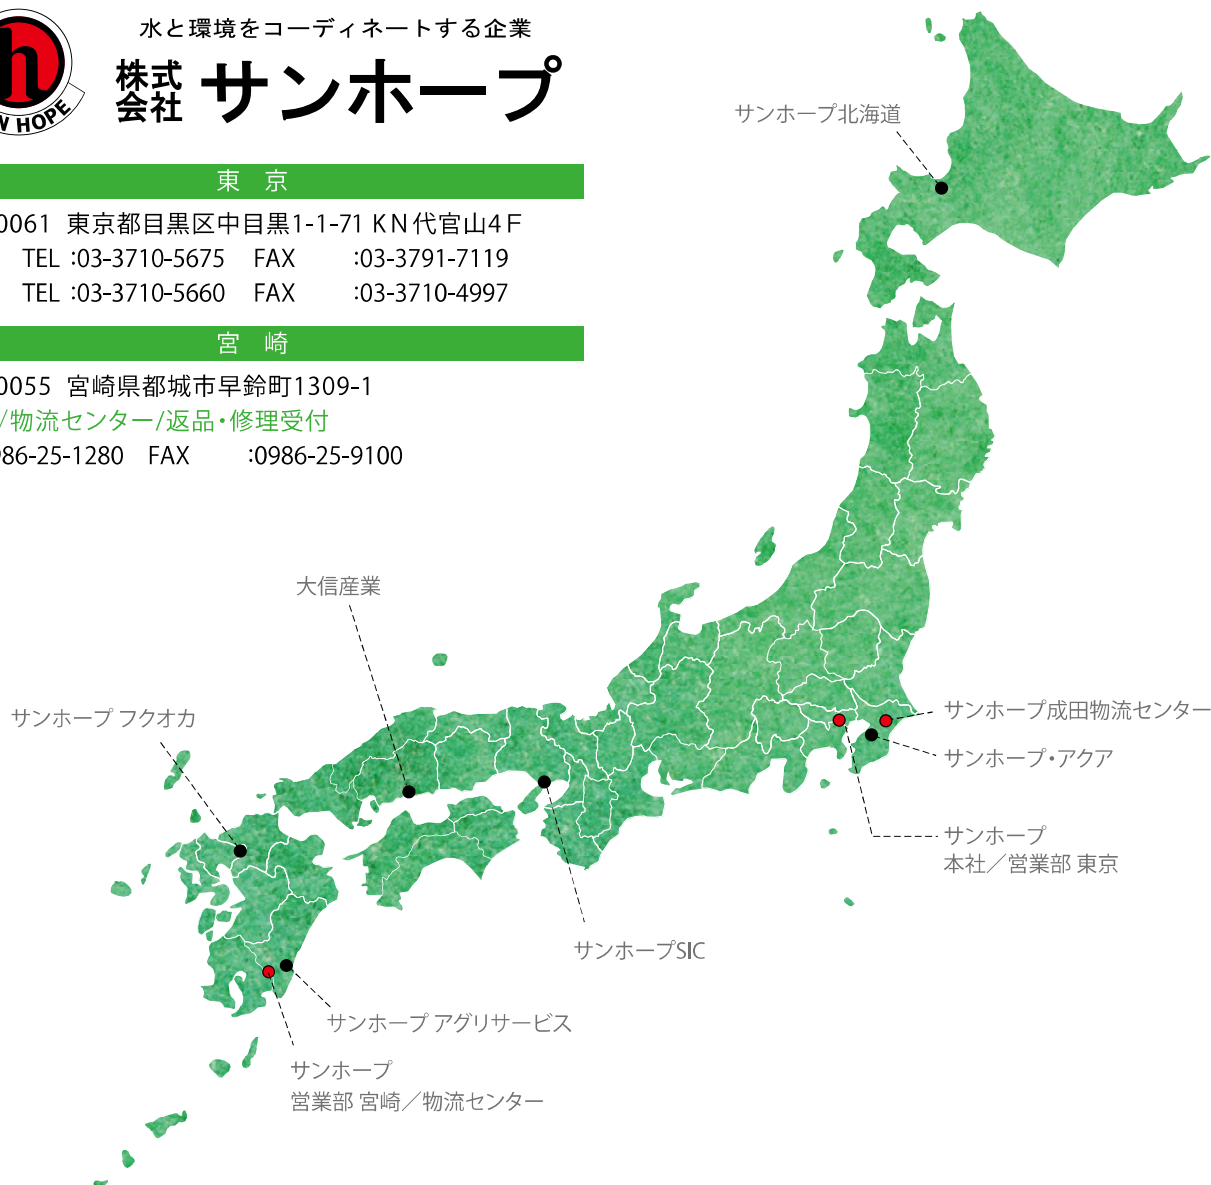 水と環境をコーディネートする企業
株式会社 サンホープ
HOPE
東 京
0061 東京都目黒区中目黒1-1-71 KN代官山4F
TEL :03-3710-5675 FAX :03-3791-7119
TEL :03-3710-5660 FAX :03-3710-4997
宮 崎
0055 宮崎県都城市早鈴町1309-1
/物流センター/返品・修理受付
86-25-1280 FAX :0986-25-9100
サンホープ北海道
大信産業
サンホープ フクオカ
サンホープ成田物流センター
サンホープ・アクア
サンホープ
本社／営業部 東京
サンホープSIC
サンホープ アグリサービス
サンホープ
営業部 宮崎／物流センター